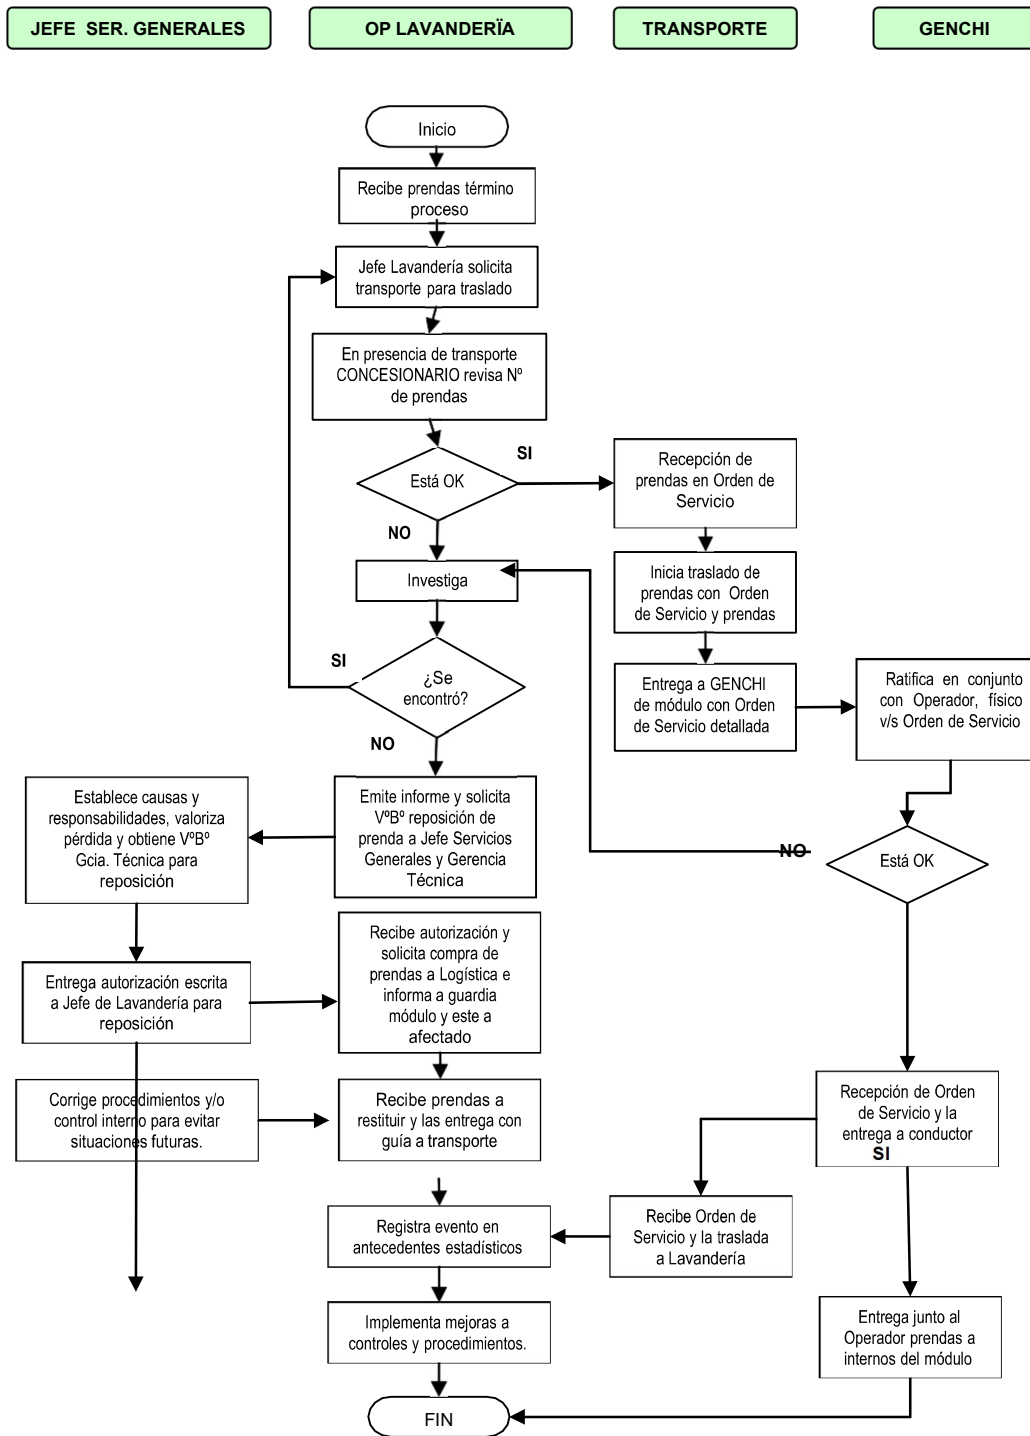 JEFE  SER. GENERALES
OP LAVANDERÏA
TRANSPORTE
GENCHI
Inicio
Recibe prendas término
proceso
Jefe Lavandería solicita
transporte para traslado
En presencia de transporte
CONCESIONARIO revisa Nº
de prendas
Está OK
SI
NO
Recepción de
prendas en Orden de
Servicio
Investiga
Inicia traslado de
prendas con  Orden
de Servicio y prendas
SI
¿Se
encontró?
NO
Entrega a GENCHI
de módulo con Orden
de Servicio detallada
Ratifica en conjunto
con Operador, físico
v/s Orden de Servicio
Establece causas y
responsabilidades, valoriza
pérdida y obtiene VºBº
Gcia. Técnica para
reposición
Emite informe y solicita
VºBº reposición de
prenda a Jefe Servicios
Generales y Gerencia
Técnica
NO
Está OK
Entrega autorización escrita
a Jefe de Lavandería para
reposición
Recibe autorización y
solicita compra de
prendas a Logística e
informa a guardia
módulo y este a
afectado
Corrige procedimientos y/o
control interno para evitar
situaciones futuras.
Recibe prendas a
restituir y las entrega con
guía a transporte
Recepción de Orden
de Servicio y la
entrega a conductor
SI
Registra evento en
antecedentes estadísticos
Recibe Orden de
Servicio y la traslada
a Lavandería
Implementa mejoras a
controles y procedimientos.
Entrega junto al
Operador prendas a
internos del módulo
FIN